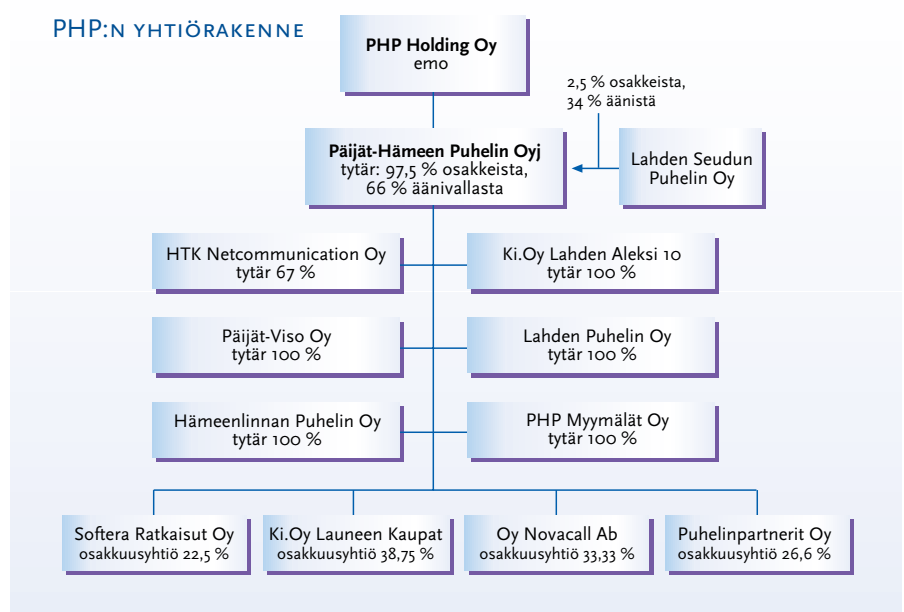 PHP:N YHTIÖRAKENNE
PHP Holding Oy
emo
2,5 % osakkeista,
34 % äänistä
Päijät-Hämeen Puhelin Oyj
tytär: 97,5 % osakkeista,
66 % äänivallasta
Lahden Seudun
Puhelin Oy
HTK Netcommunication Oy
tytär 67 %
Ki.Oy Lahden Aleksi 10
tytär 100 %
Päijät-Viso Oy
tytär 100 %
Lahden Puhelin Oy
tytär 100 %
Hämeenlinnan Puhelin Oy
tytär 100 %
PHP Myymälät Oy
tytär 100 %
Softera Ratkaisut Oy
osakkuusyhtiö 22,5 %
Ki.Oy Launeen Kaupat
osakkuusyhtiö 38,75 %
Oy Novacall Ab
osakkuusyhtiö 33,33 %
Puhelinpartnerit Oy
osakkuusyhtiö 26,6 %